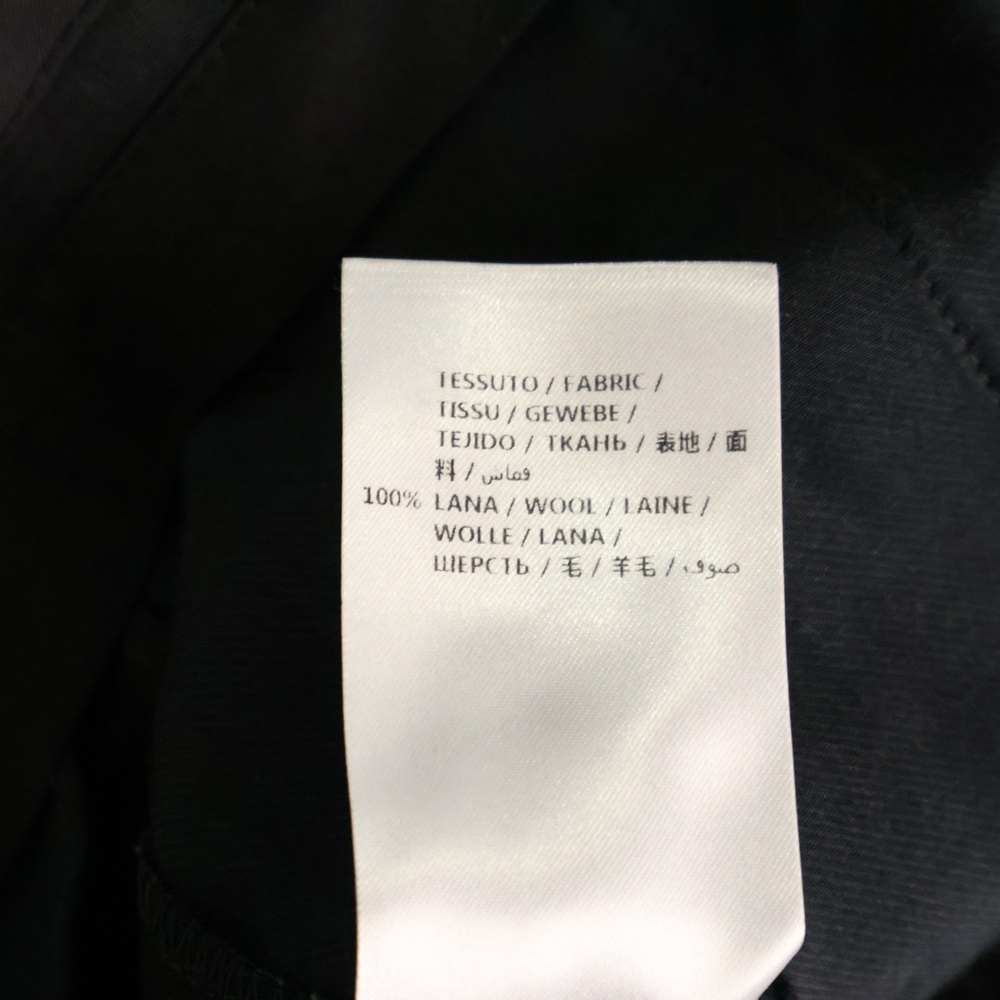 TESSUTO / FABRIC /
TISSU / GEWEBE /
TEJIDO / ТКАНЬ / 表地 / 面
料 / قماش
100% LANA / WOOL / LAINE /
WOLLE / LANA /
ШЕРСТЬ / 毛 / 羊毛 / صوف